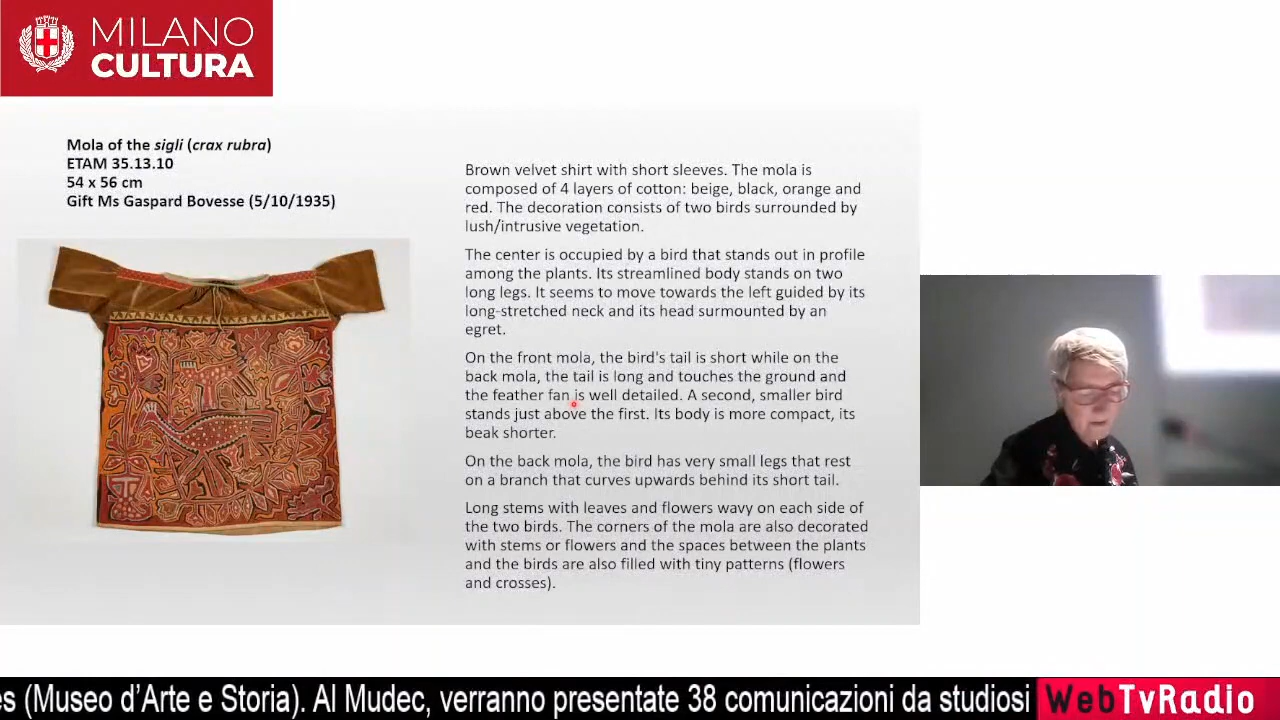 MILANO
CULTURA
Mola of the sigli (crax rubra)
ETAM 35.13.10
54 x 56 cm
Gift Ms Gaspard Bovesse (5/10/1935)
Brown velvet shirt with short sleeves. The mola is
composed of 4 layers of cotton: beige, black, orange and
red. The decoration consists of two birds surrounded by
lush/intrusive vegetation.
The center is occupied by a bird that stands out in profile
among the plants. Its streamlined body stands on two
long legs. It seems to move towards the left guided by its
long-stretched neck and its head surmounted by an
egret.
On the front mola, the bird's tail is short while on the
back mola, the tail is long and touches the ground and
the feather fan is well detailed. A second, smaller bird
stands just above the first. Its body is more compact, its
beak shorter.
On the back mola, the bird has very small legs that rest
on a branch that curves upwards behind its short tail.
Long stems with leaves and flowers wavy on each side of
the two birds. The corners of the mola are also decorated
with stems or flowers and the spaces between the plants
and the birds are also filled with tiny patterns (flowers
and crosses).
es (Museo d'Arte e Storia). Al Mudec, verranno presentate 38 comunicazioni da studiosi
WebTvRadio